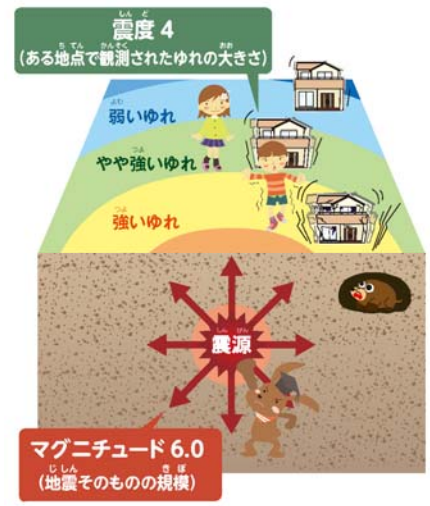 震度4
(ある地点で観測されたゆれの大きさ)
弱いゆれ
やや強いゆれ
強いゆれ
震源
マグニチュード6.0
(地震そのものの規模)